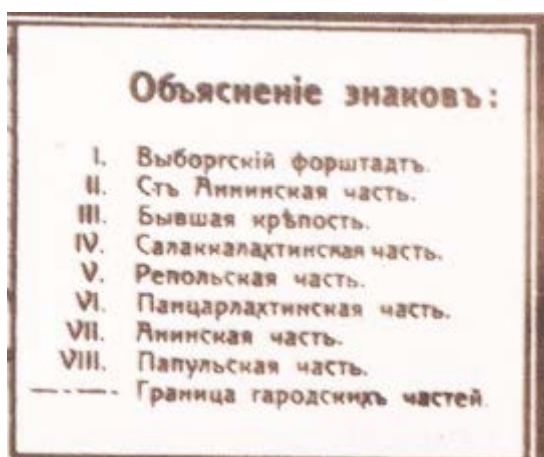 Объясненіе знаковъ:
I. Выборгскій форштадтъ.
II. Стъ Аннинская часть.
III. Бывшая крѣпость.
IV. Салаккалахтинская часть.
V. Репольская часть.
VI. Панцарлахтинская часть.
VII. Анинская часть.
VIII. Папульская часть.
Граница гародскихъ частей.